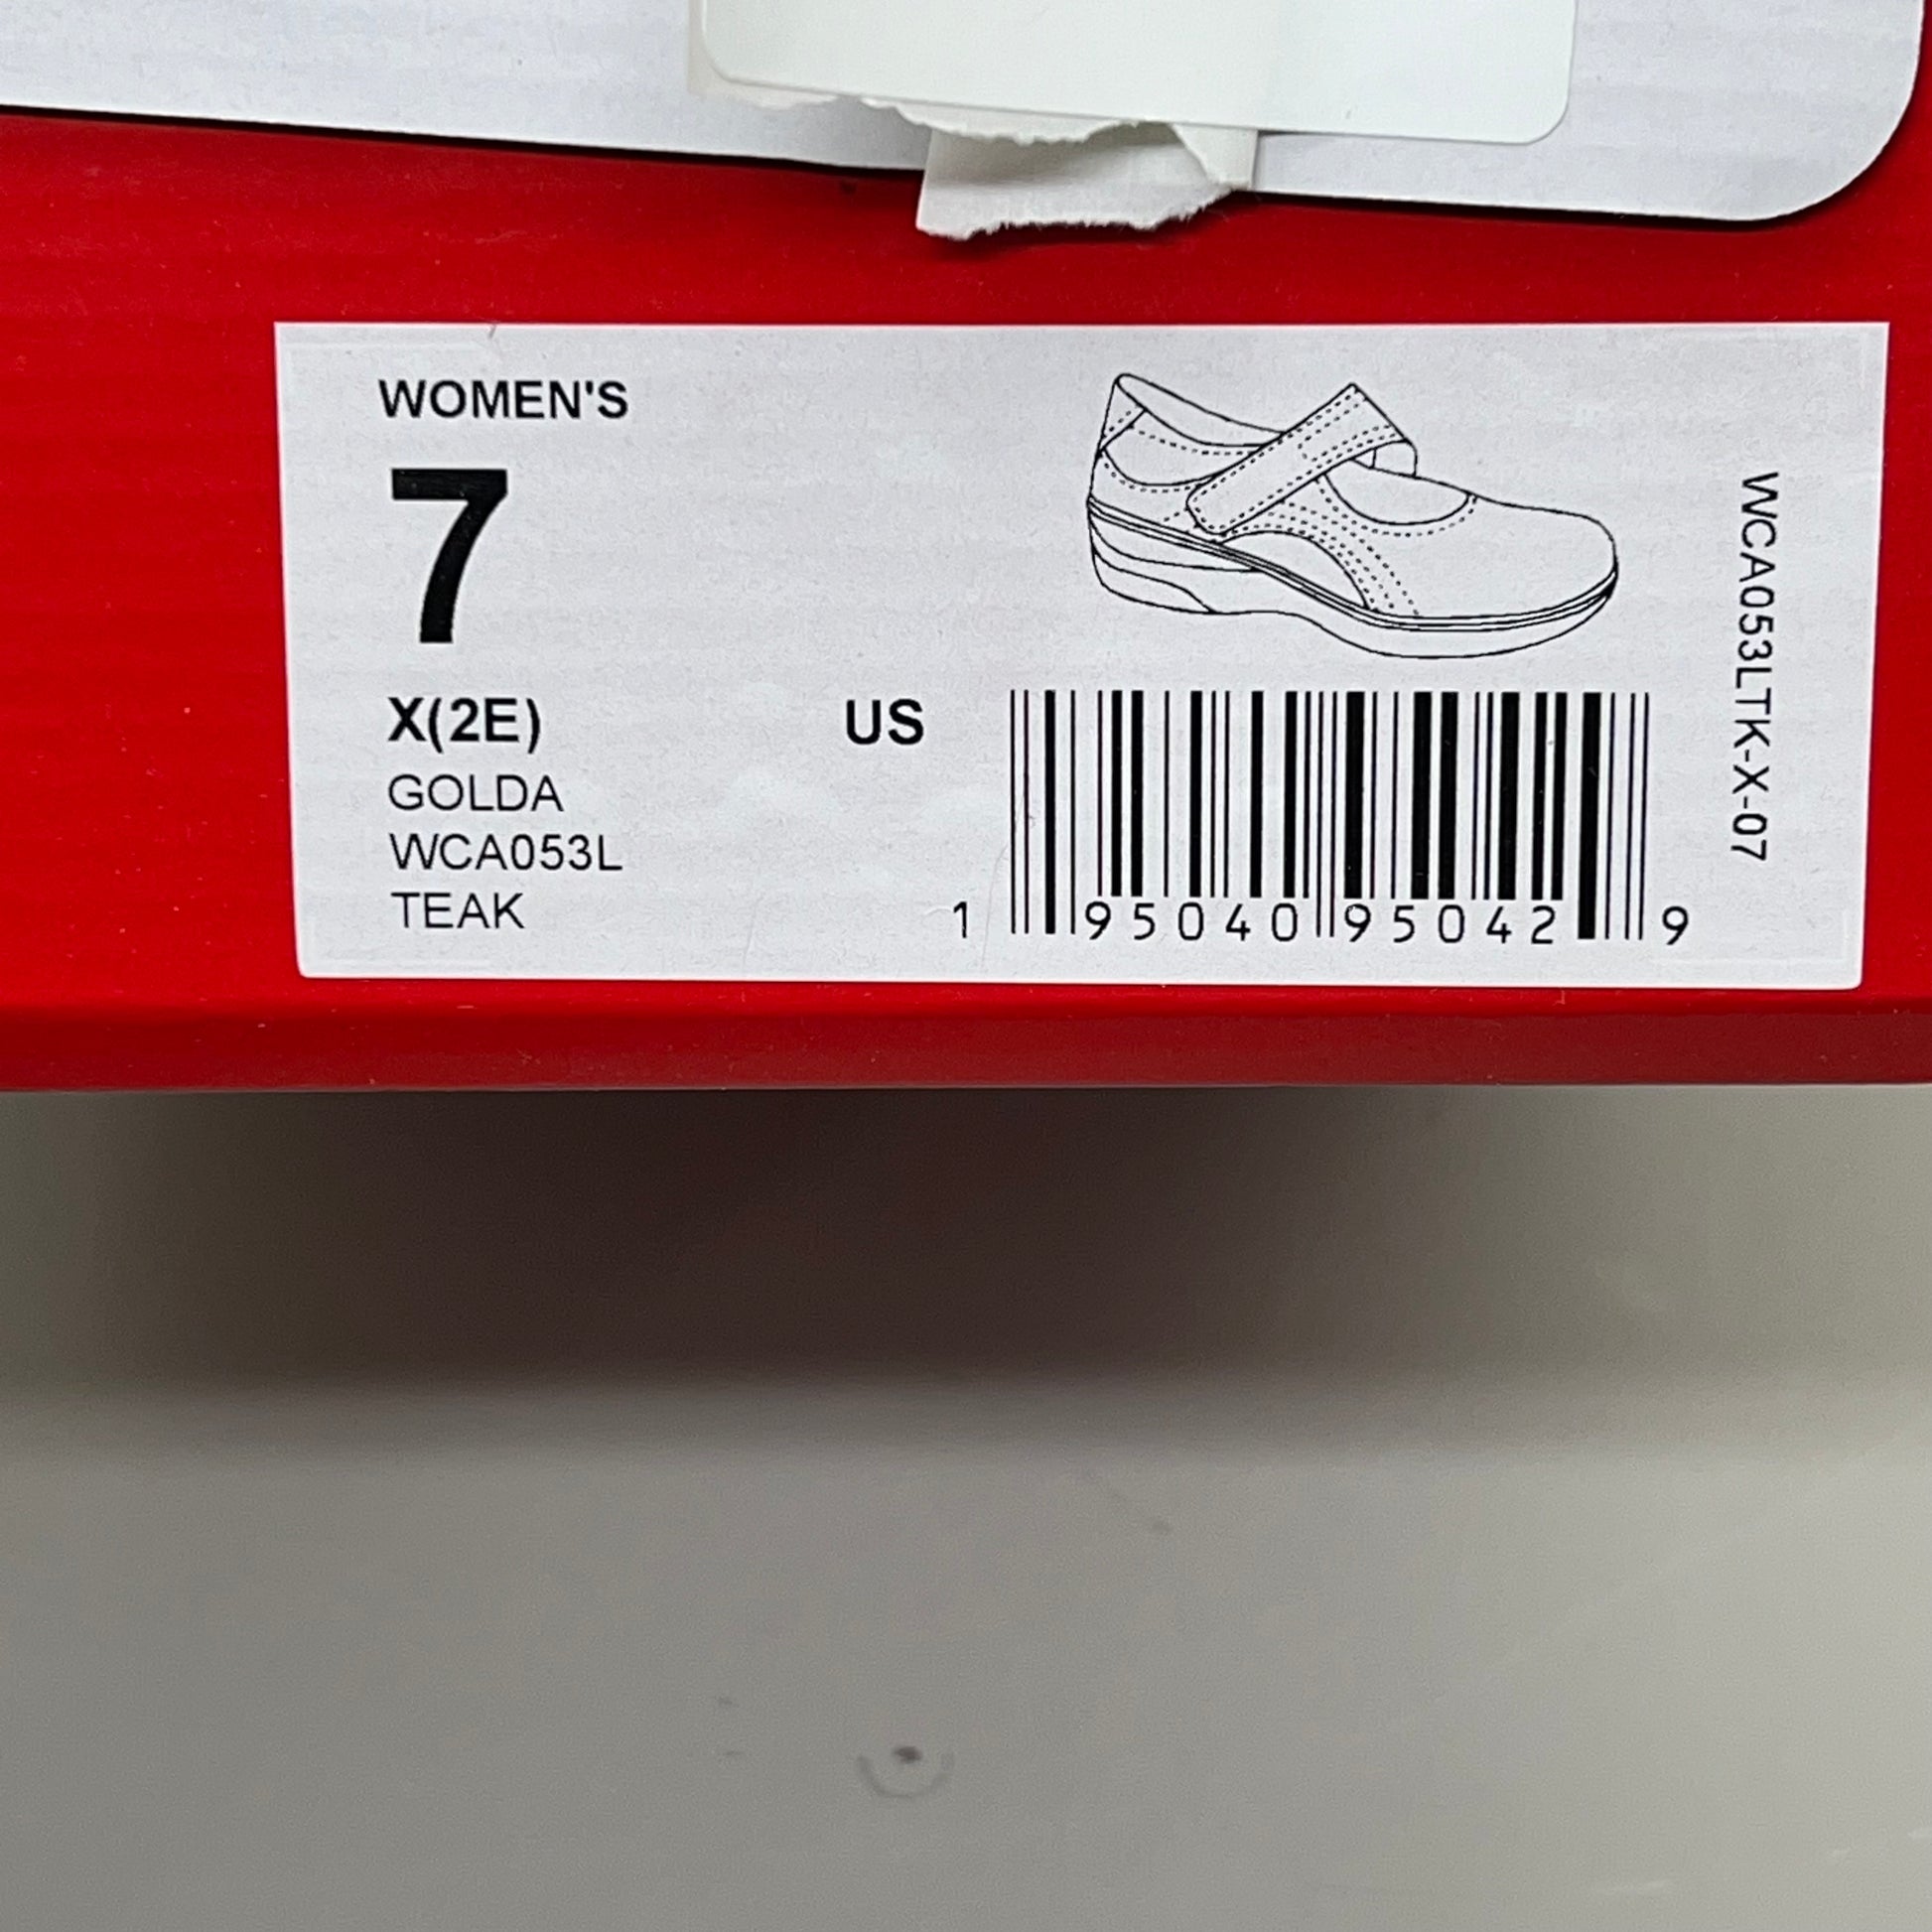 WOMEN'S
7
X(2E)
US
GOLDA
WCA053L
TEAK
1 95040 95042 9
WCA053LTK-X-07